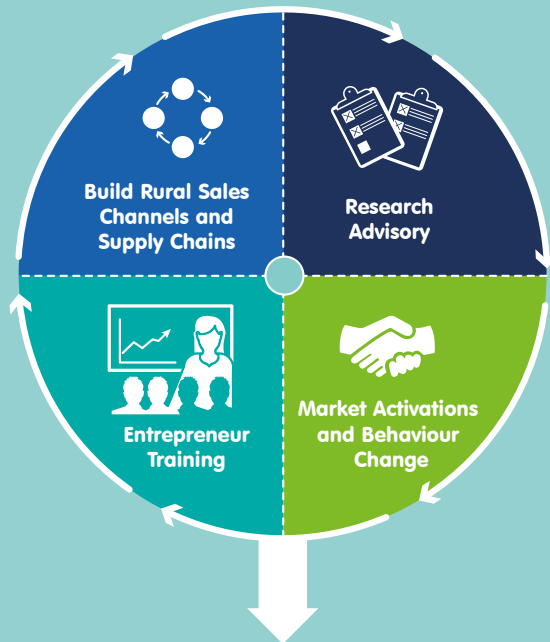 Build Rural Sales
Channels and
Supply Chains
Research
Advisory
Entrepreneur
Training
Market Activations
and Behaviour
Change